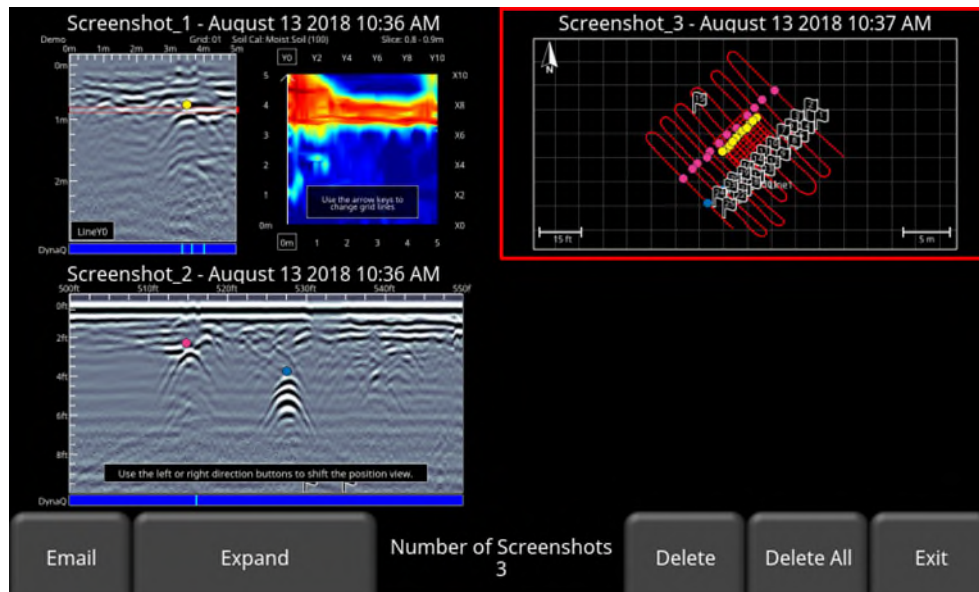 Screenshot_1 - August 13 2018 10:36 AM
Demo Grid: 01 Soil Cal: Moist Soil (100) Slice: 0.8 - 0.9m
0m 1m 2m 3m 4m 5m
Y0 Y2 Y4 Y6 Y8 Y10
0m
1m
2m
LineY0
DynaQ
5 X10
4 X8
3 X6
2 X4
1 X2
0m X0
Use the arrow keys to
change grid lines
0m 1 2 3 4 5
Screenshot_3 - August 13 2018 10:37 AM
N
15 ft
5 m
Screenshot_2 - August 13 2018 10:36 AM
500ft 510ft 520ft 530ft 540ft 550f
0ft
2ft
4ft
6ft
8ft
Use the left or right direction buttons to shift the position view.
DynaQ
Email
Expand
Number of Screenshots
3
Delete
Delete All
Exit